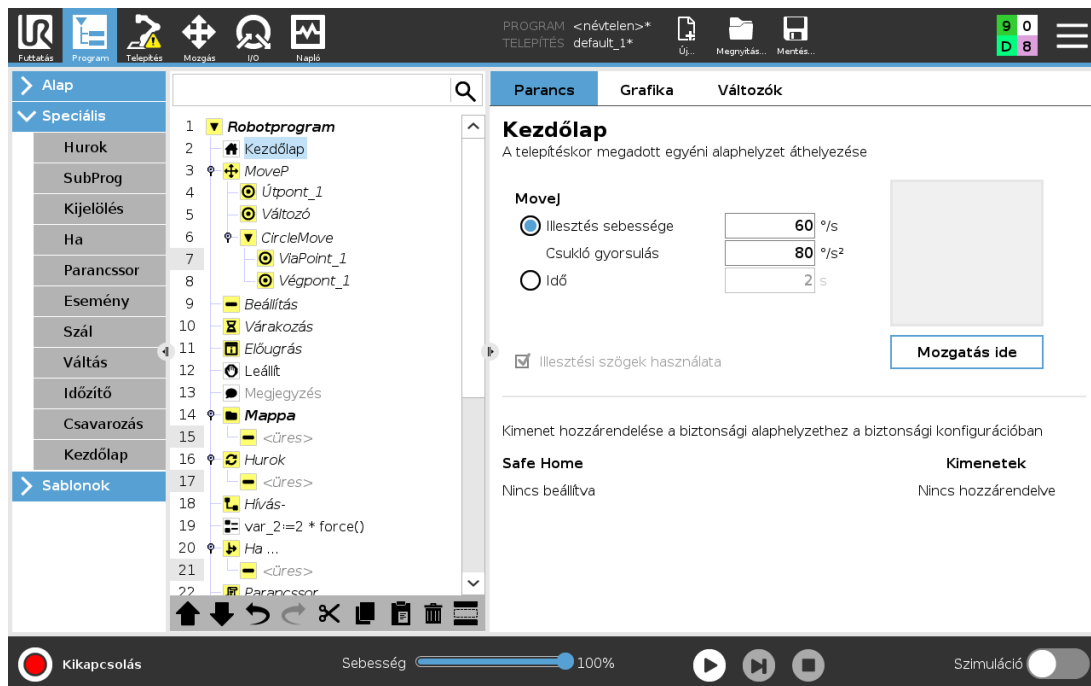 PROGRAM <névtelen>*
TELEPÍTÉS default_1*
Futtatás Program Telepítés Mozgás I/O Napló Új... Megnyitás... Mentés...
9 0
D 8
Alap
Speciális
Hurok
SubProg
Kijelölés
Ha
Parancssor
Esemény
Szál
Váltás
Időzítő
Csavarozás
Kezdőlap
Sablonok
1 Robotprogram
2 Kezdőlap
3 MoveP
4 Útpont_1
5 Változó
6 CircleMove
7 ViaPoint_1
8 Végpont_1
9 Beállítás
10 Várakozás
11 Előugrás
12 Leállít
13 Megjegyzés
14 Mappa
15 <üres>
16 Hurok
17 <üres>
18 Hívás-
19 var_2:=2 * force()
20 Ha ...
21 <üres>
22 Parancssor
Parancs Grafika Változók
Kezdőlap
A telepítéskor megadott egyéni alaphelyzet áthelyezése
MoveJ
Illesztés sebessége 60 °/s
Csukló gyorsulás 80 °/s²
Idő 2 s
Illesztési szögek használata
Mozgatás ide
Kimenet hozzárendelése a biztonsági alaphelyzethez a biztonsági konfigurációban
Safe Home Kimenetek
Nincs beállítva Nincs hozzárendelve
Kikapcsolás Sebesség 100% Szimuláció